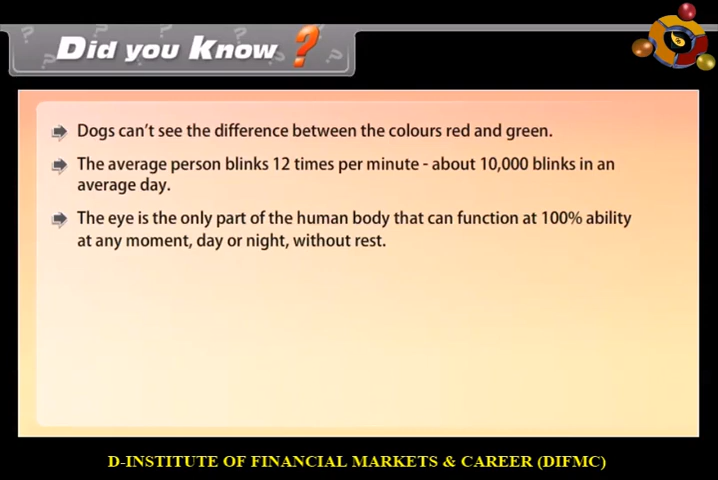 Did you Know ?
Dogs can't see the difference between the colours red and green.
The average person blinks 12 times per minute - about 10,000 blinks in an
average day.
The eye is the only part of the human body that can function at 100% ability
at any moment, day or night, without rest.
D-INSTITUTE OF FINANCIAL MARKETS & CAREER (DIFMC)